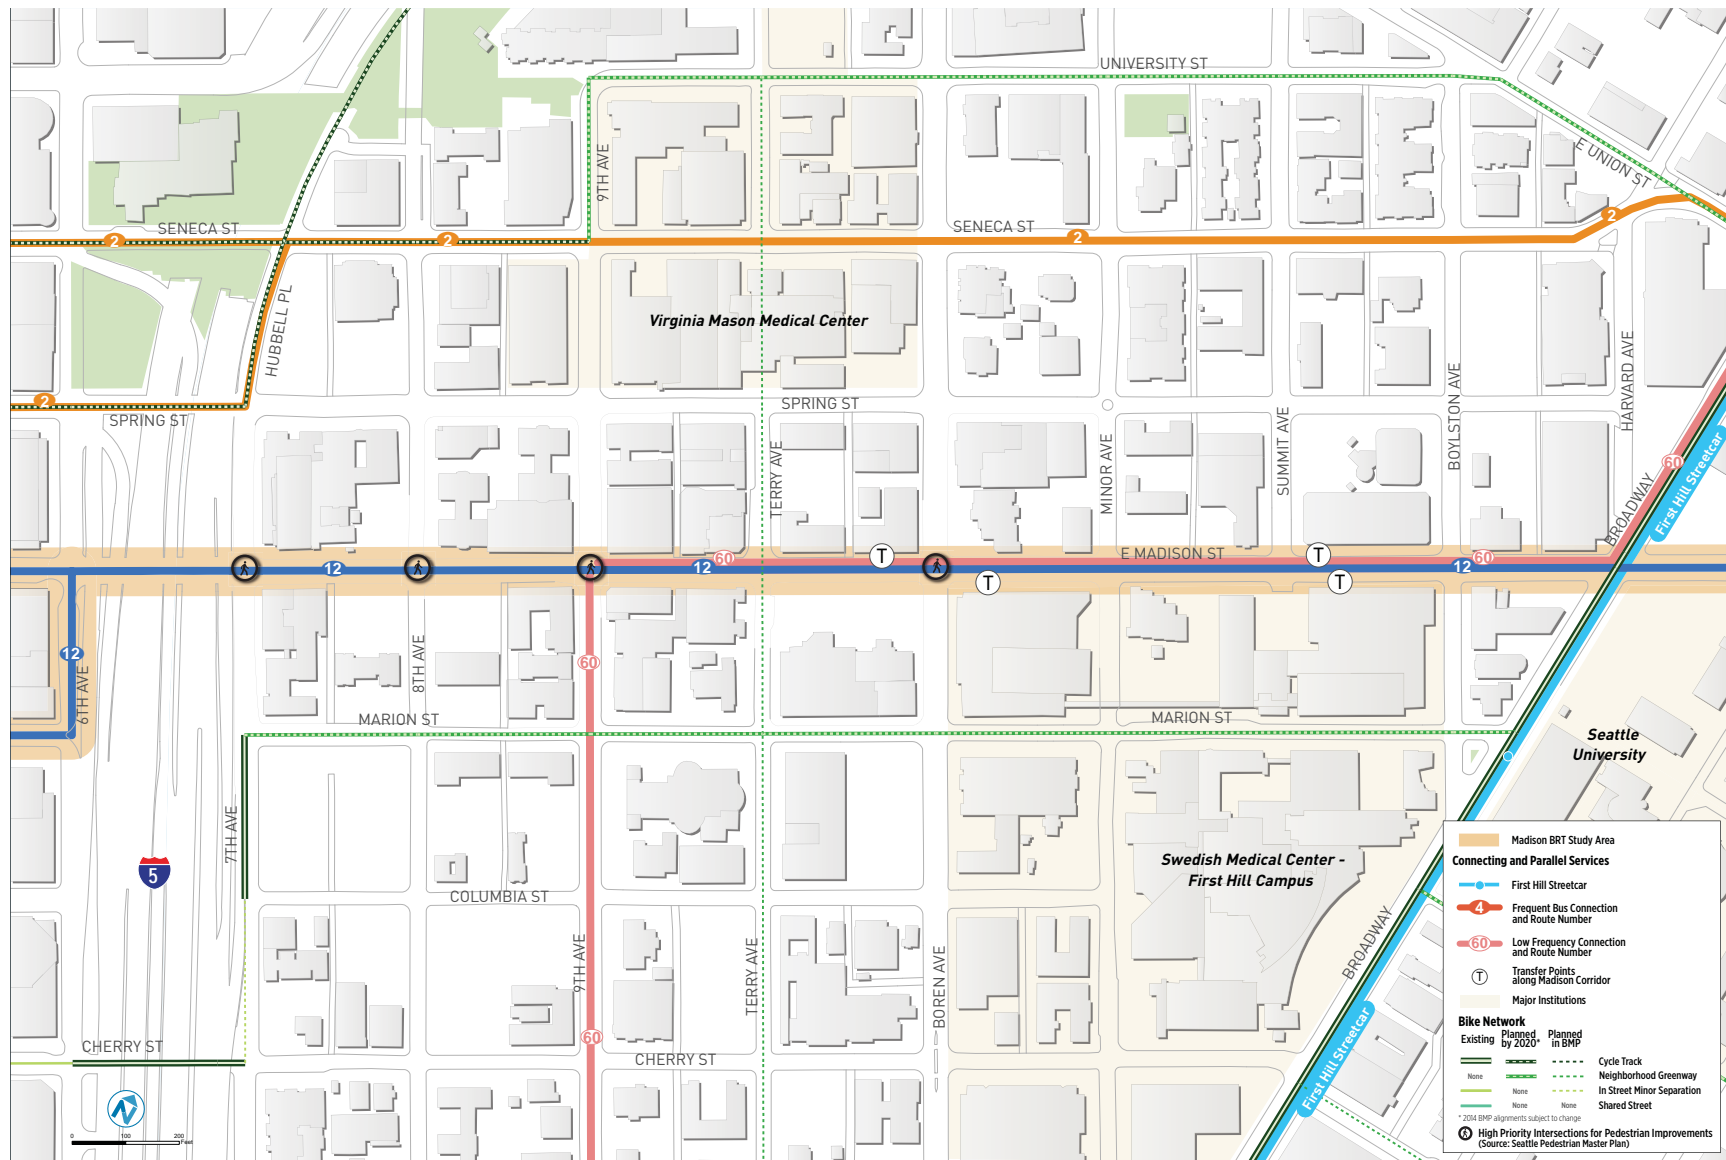 UNIVERSITY ST
E UNION ST
9TH AVE
SENECA ST
SENECA ST
2
2
2
2
HUBBELL PL
Virginia Mason Medical Center
HARVARD AVE
2
SPRING ST
SPRING ST
TERRY AVE
MINOR AVE
SUMMIT AVE
BOYLSTON AVE
BROADWAY
60
First Hill Streetcar
E MADISON ST
T
T
60
60
12
12
12
T
T
12
60
6TH AVE
8TH AVE
MARION ST
MARION ST
Seattle
University
7TH AVE
5
Swedish Medical Center -
First Hill Campus
COLUMBIA ST
9TH AVE
TERRY AVE
BOREN AVE
BROADWAY
60
CHERRY ST
CHERRY ST
First Hill Streetcar
N
0 100 200
Feet
Madison BRT Study Area
Connecting and Parallel Services
First Hill Streetcar
4 Frequent Bus Connection
and Route Number
60 Low Frequency Connection
and Route Number
T Transfer Points
along Madison Corridor
Major Institutions
Bike Network
Existing Planned by 2020* Planned in BMP
Cycle Track
None Neighborhood Greenway
None In Street Minor Separation
None None Shared Street
* 2014 BMP alignments subject to change
High Priority Intersections for Pedestrian Improvements
(Source: Seattle Pedestrian Master Plan)